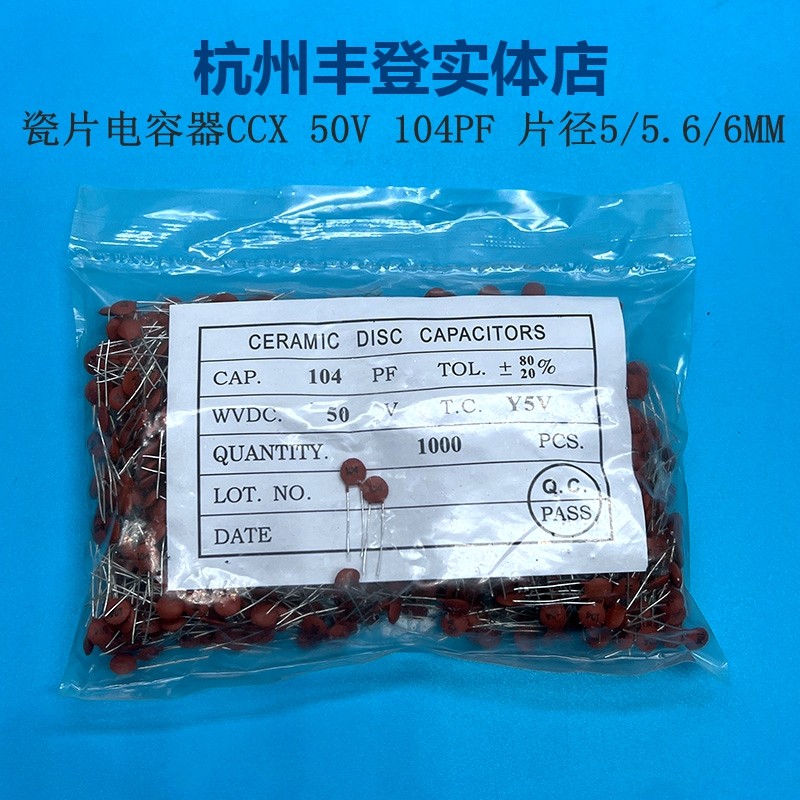 杭州丰登实体店
瓷片电容器CCX 50V 104PF 片径5/5.6/6MM
CERAMIC DISC CAPACITORS
CAP. 104 PF TOL. ± 80 20 %
WVDC. 50 V T.C. Y5V
QUANTITY. 1000 PCS.
LOT. NO.
Q.C.
PASS
DATE